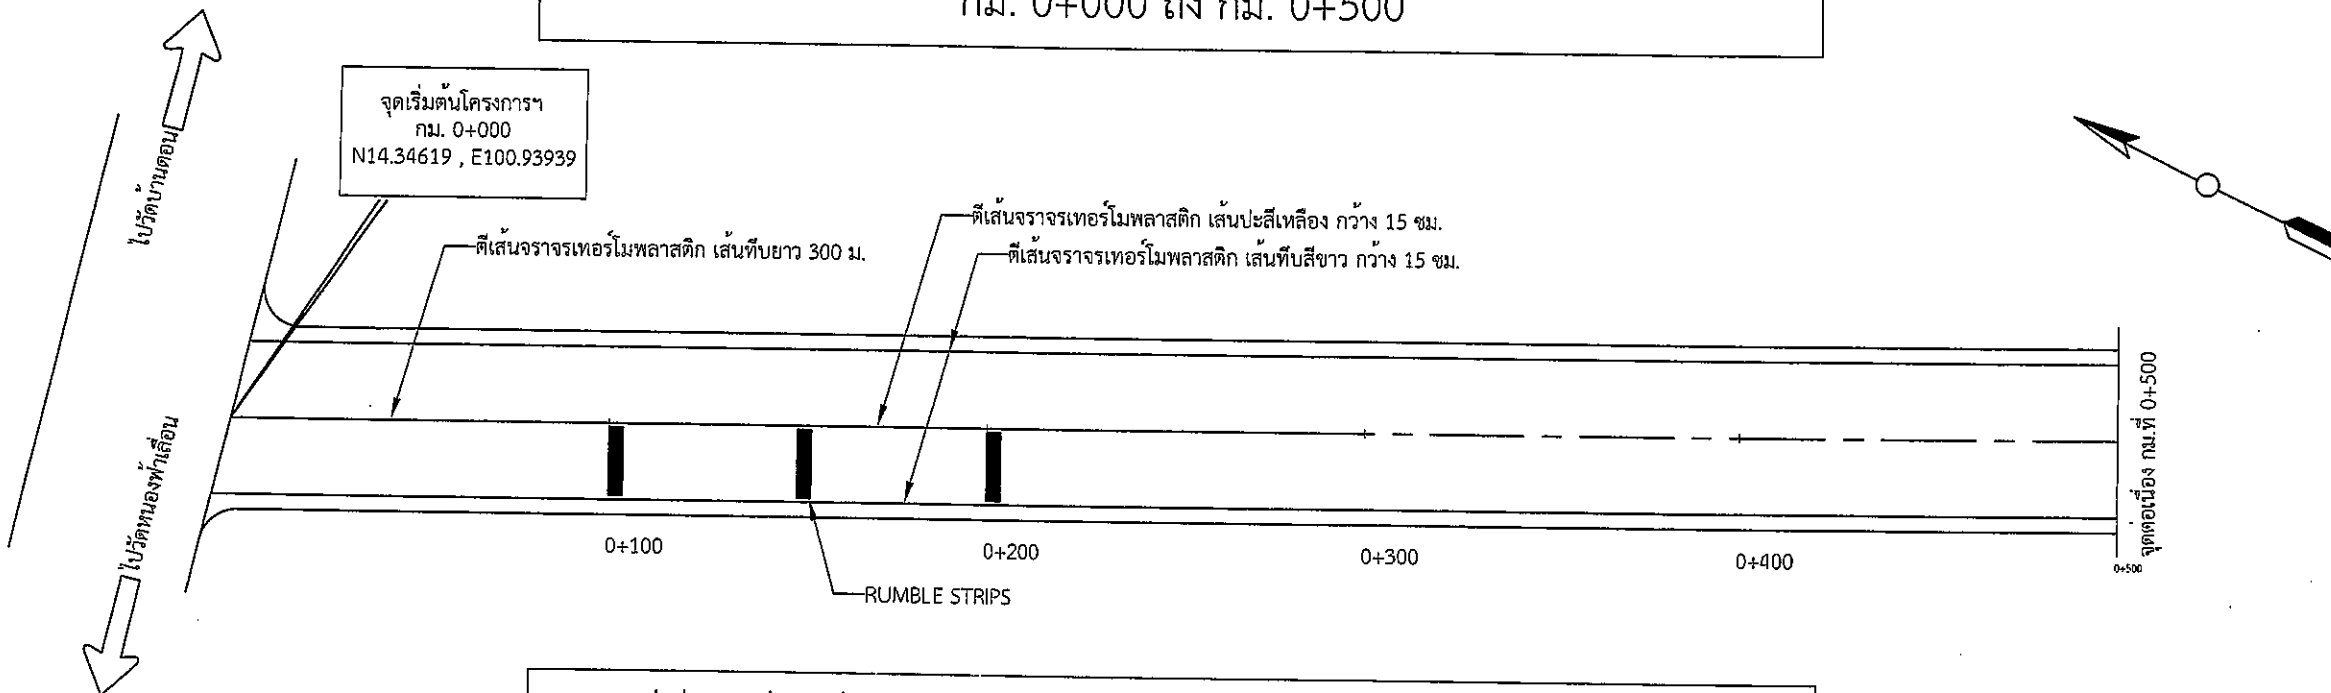 กม. 0+000 ถึง กม. 0+500
จุดเริ่มต้นโครงการฯ
กม. 0+000
N14.34619 , E100.93939
ไปวัดบ้านดอน
ตีเส้นจราจรเทอร์โมพลาสติก เส้นปะสีเหลือง กว้าง 15 ซม.
ตีเส้นจราจรเทอร์โมพลาสติก เส้นทึบยาว 300 ม.
ตีเส้นจราจรเทอร์โมพลาสติก เส้นทึบสีขาว กว้าง 15 ซม.
ไปวัดหนองฟ้าเลื่อน
จุดต่อเนื่อง กม.ที่ 0+500
0+100
0+200
0+300
0+400
0+500
RUMBLE STRIPS